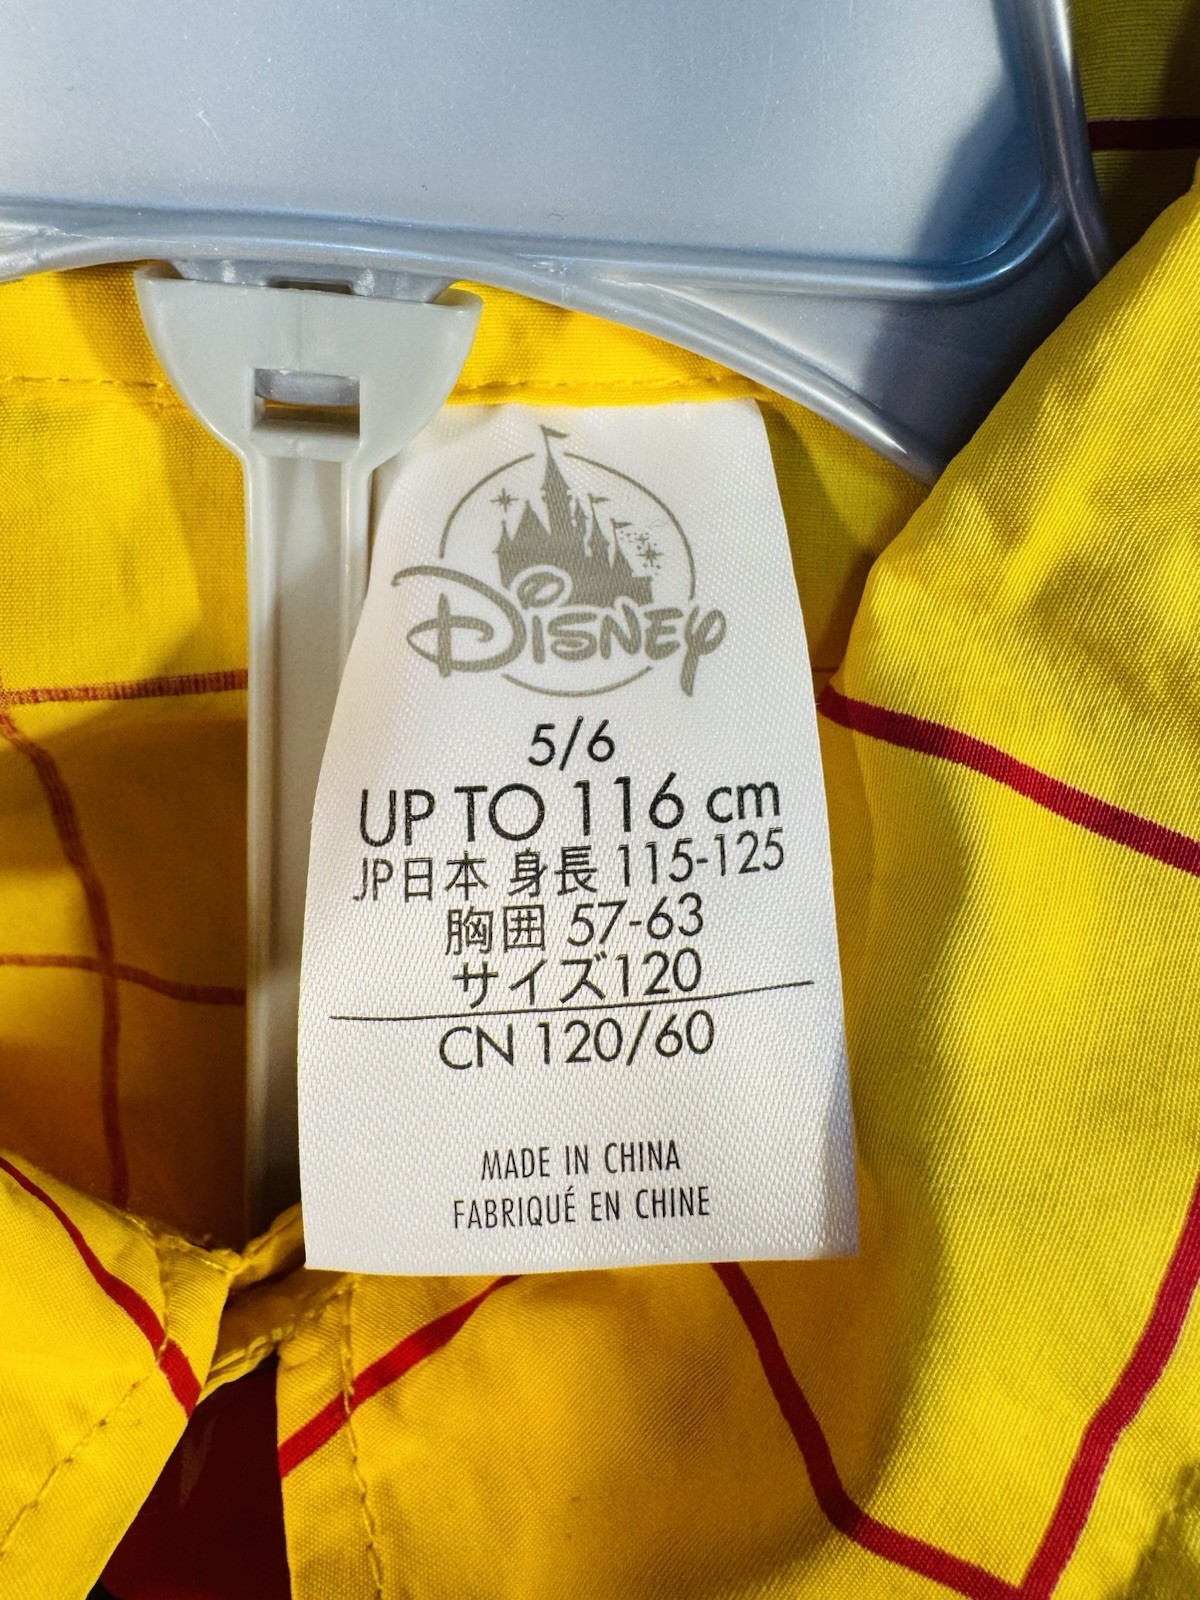 Disney
5/6
UP TO 116 cm
JP日本 身長 115-125
胸囲 57-63
サイズ120
CN 120/60
MADE IN CHINA
FABRIQUÉ EN CHINE